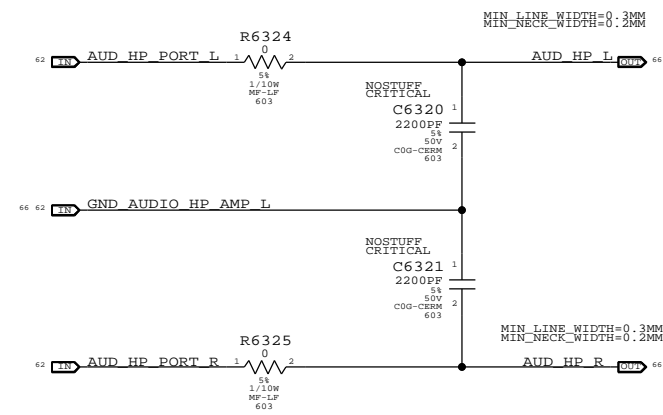 MIN_LINE_WIDTH=0.3MM
MIN_NECK_WIDTH=0.2MM
R6324
0
62 IN AUD_HP_PORT_L 1 2 AUD_HP_L OUT 66
5%
1/10W
MF-LF
603
NOSTUFF
CRITICAL
C6320 1
2200PF
5%
50V
C0G-CERM 2
603
66 62 IN GND_AUDIO_HP_AMP_L
NOSTUFF
CRITICAL
C6321 1
2200PF
5%
50V
C0G-CERM 2
603
MIN_LINE_WIDTH=0.3MM
MIN_NECK_WIDTH=0.2MM
R6325
0
62 IN AUD_HP_PORT_R 1 2 AUD_HP_R OUT 66
5%
1/10W
MF-LF
603